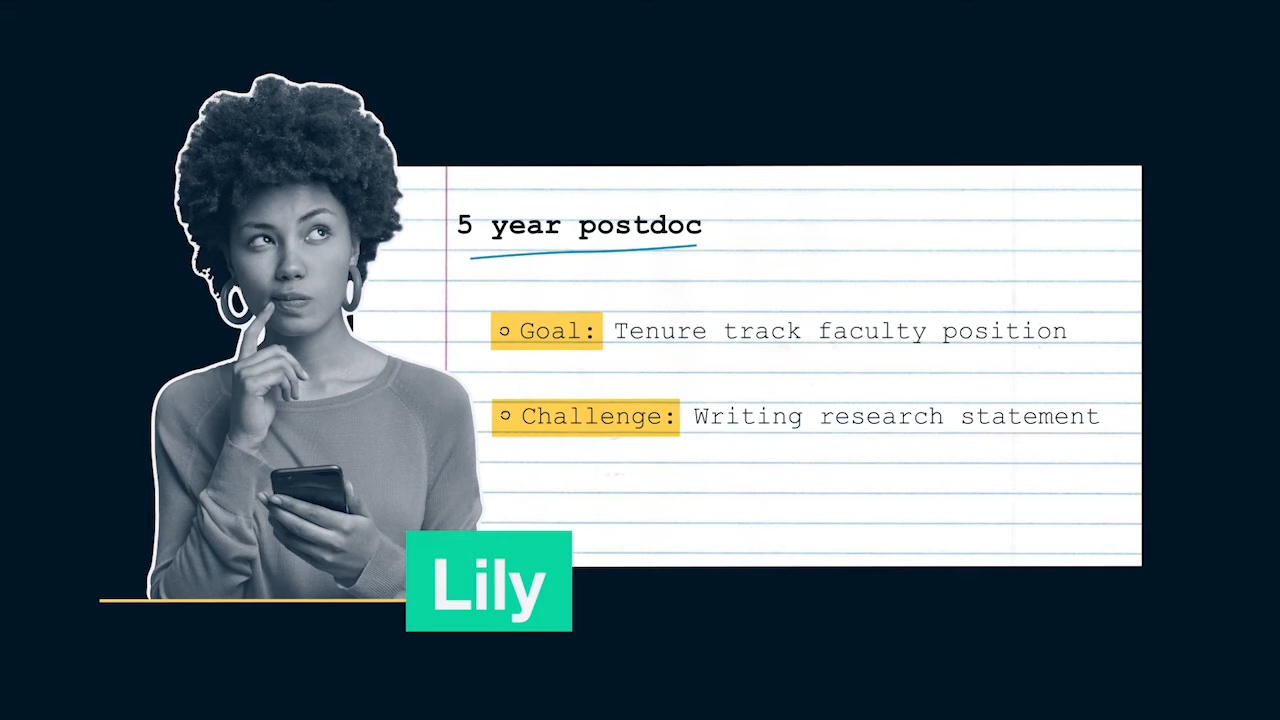 5 year postdoc
Goal: Tenure track faculty position
Challenge: Writing research statement
Lily